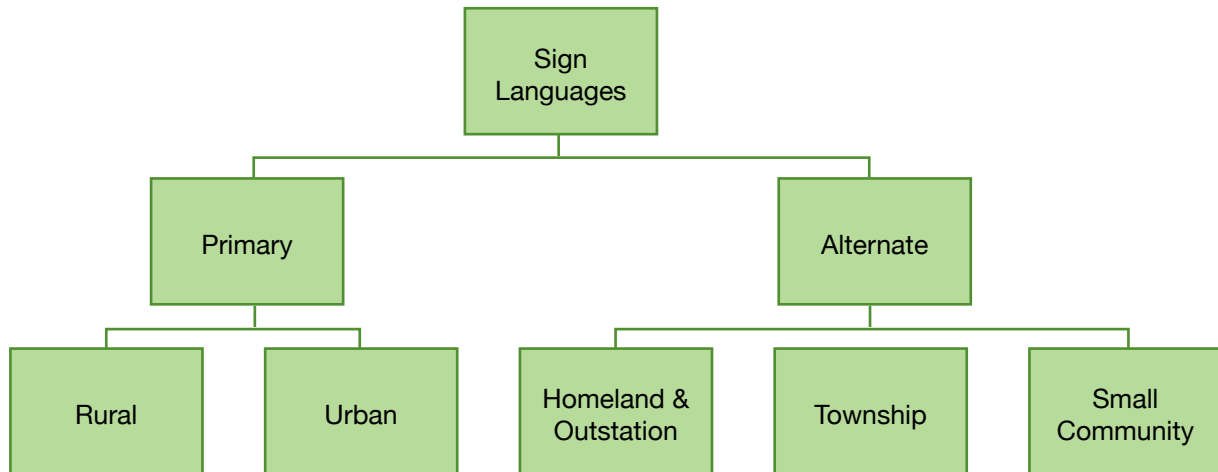 Sign
Languages
Primary
Alternate
Rural
Urban
Homeland &
Outstation
Township
Small
Community